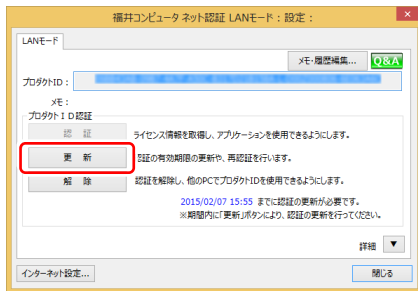 福井コンピュータ ネット認証 LANモード：設定：
LANモード
メモ・履歴編集... Q&A
プロダクトID：
メモ：
プロダクトＩＤ認証
認 証 ライセンス情報を取得し、アプリケーションを使用できるようにします。
更 新 認証の有効期限の更新や、再認証を行います。
解 除 認証を解除し、他のPCでプロダクトIDを使用できるようにします。
2015/02/07 15:55 までに認証の更新が必要です。
※期間内に「更新」ボタンにより、認証の更新を行ってください。
詳細 ▼
インターネット設定... 閉じる